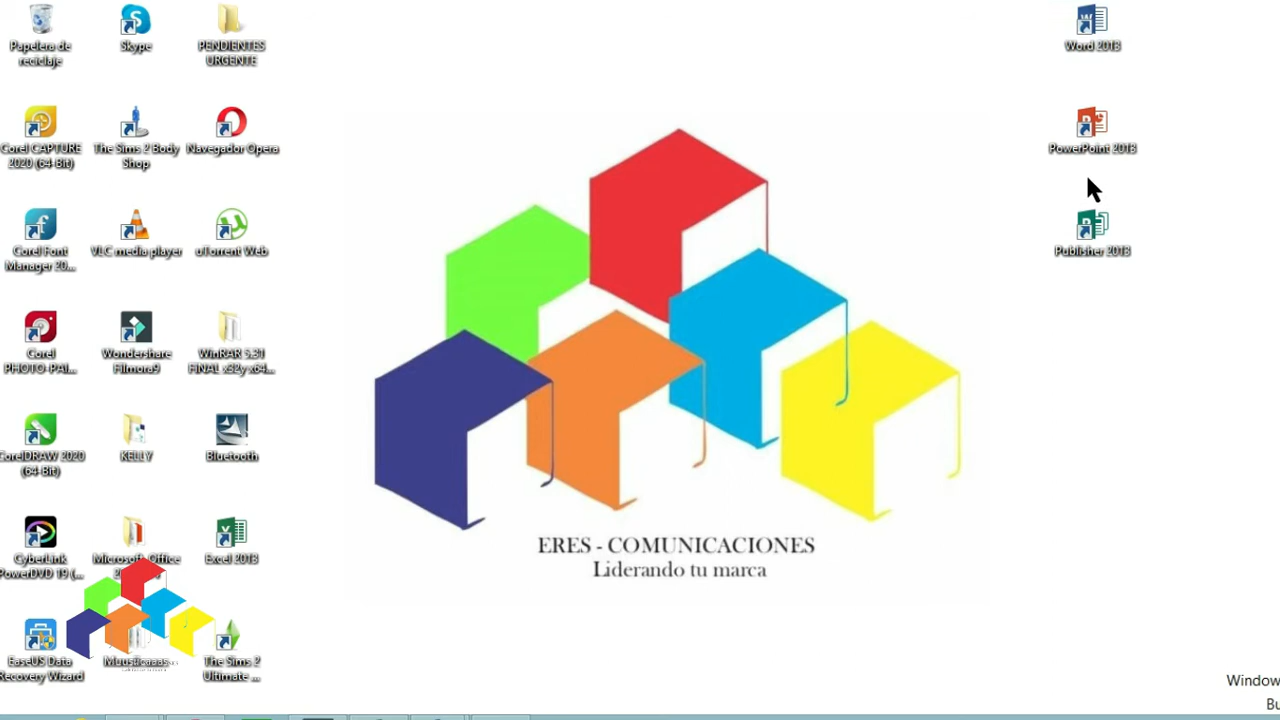 Papelera de
reciclaje
Skype
PENDIENTES
URGENTE
Word 2013
Corel CAPTURE
2020 (64-Bit)
The Sims 2 Body
Shop
Navegador Opera
PowerPoint 2013
Corel Font
Manager 20...
VLC media player
uTorrent Web
Publisher 2013
Corel
PHOTO-PAI...
Wondershare
Filmora9
WinRAR 5.31
FINAL x32y x64...
CorelDRAW 2020
(64-Bit)
KELLY
Bluetooth
CyberLink
PowerDVD 19 (...
Microsoft Office
Excel 2013
ERES - COMUNICACIONES
Liderando tu marca
EaseUS Data
Recovery Wizard
The Sims 2
Ultimate ...
Window
Bu